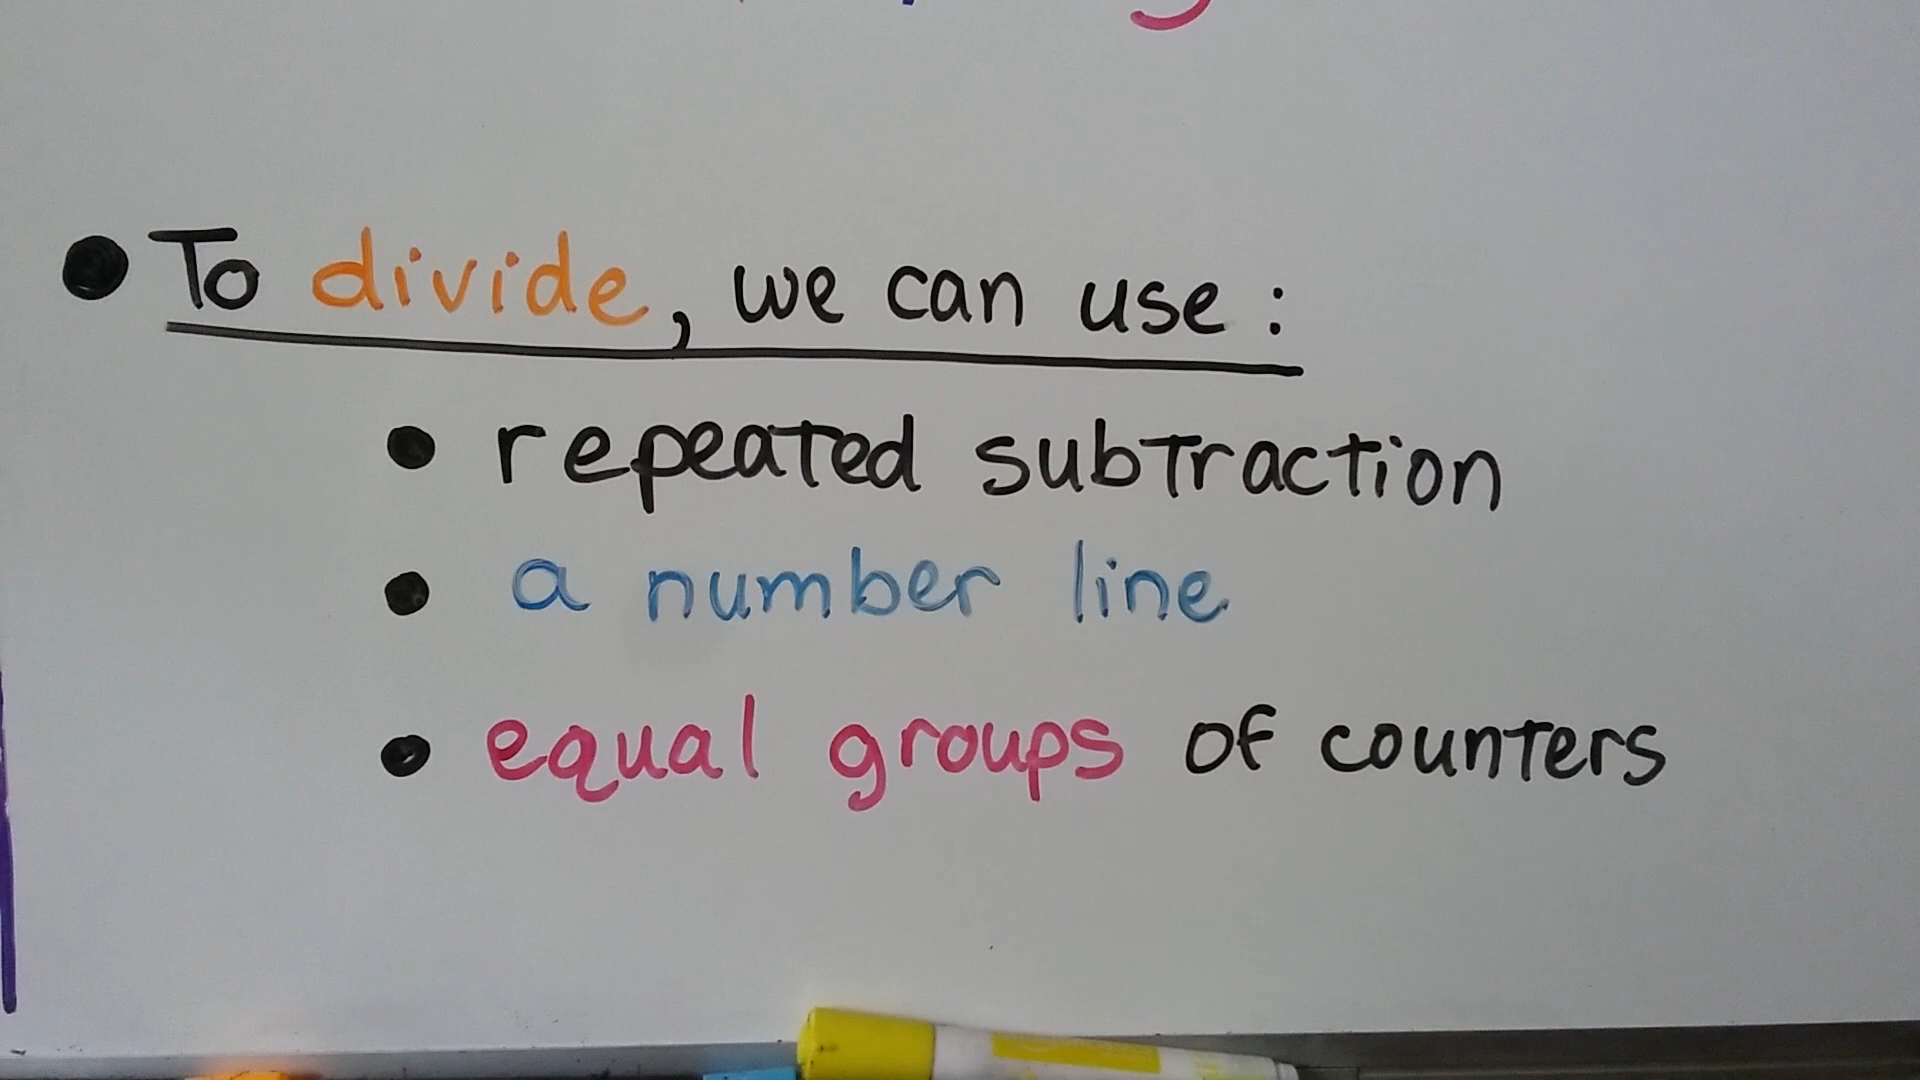 • To divide, we can use:
• repeated subtraction
• a number line
• equal groups of counters